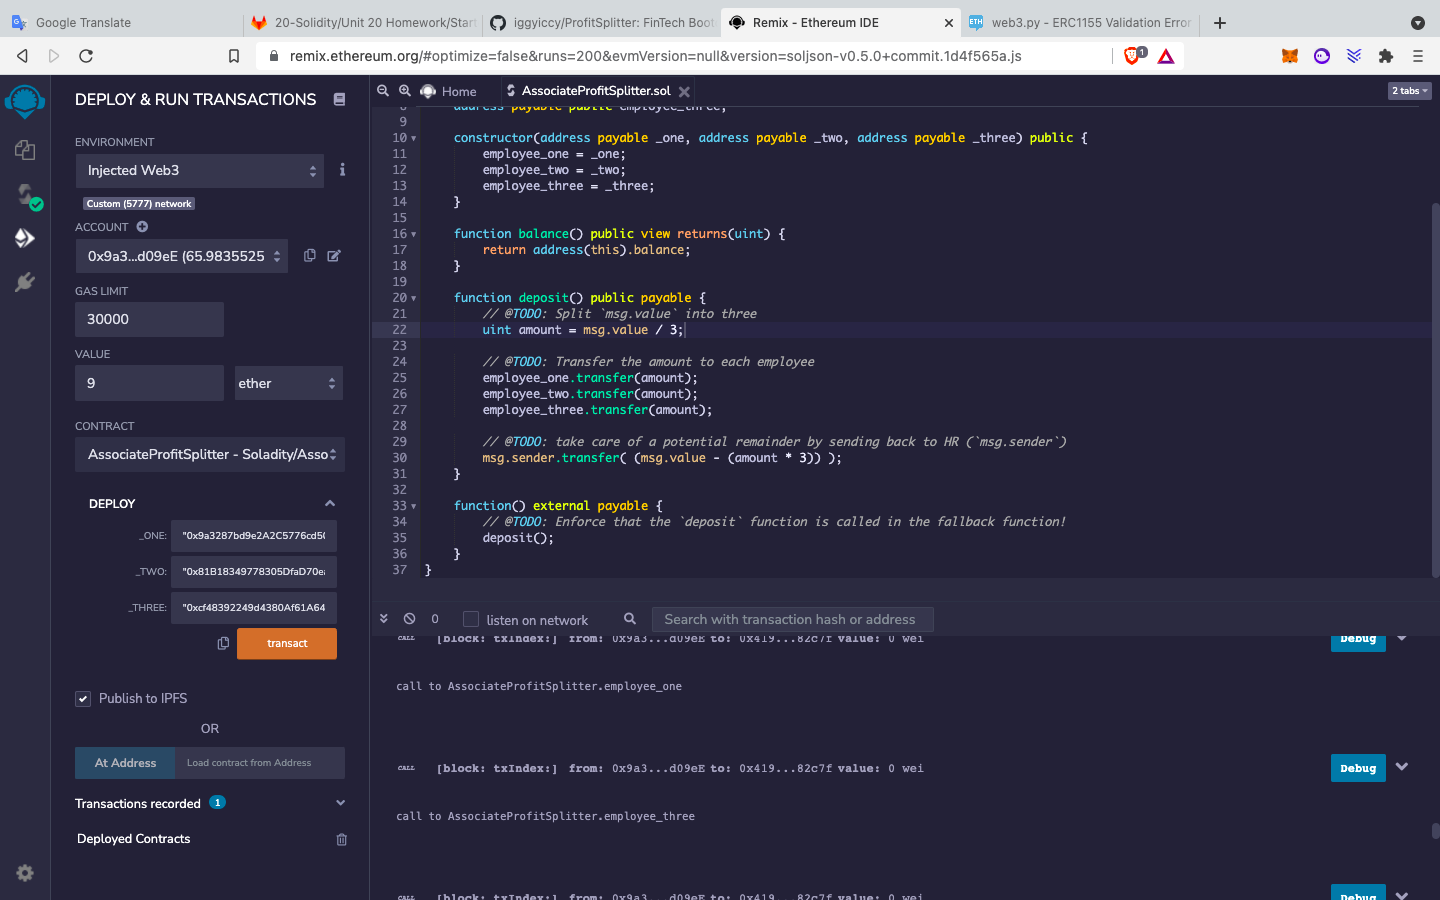 Google Translate
20-Solidity/Unit 20 Homework/Start
iggyiccy/ProfitSplitter: FinTech Boot
Remix - Ethereum IDE
web3.py - ERC1155 Validation Error
remix.ethereum.org/#optimize=false&runs=200&evmVersion=null&version=soljson-v0.5.0+commit.1d4f565a.js
1
DEPLOY & RUN TRANSACTIONS
ENVIRONMENT
Injected Web3
Custom (5777) network
ACCOUNT
0x9a3...d09eE (65.9835525
GAS LIMIT
30000
VALUE
9
ether
CONTRACT
AssociateProfitSplitter - Soladity/Asso
DEPLOY
_ONE: "0x9a3287bd9e2A2C5776cd50
_TWO: "0x81B18349778305DfaD70ea
_THREE: "0xcf48392249d4380Af61A64
transact
Publish to IPFS
OR
At Address
Load contract from Address
Transactions recorded 1
Deployed Contracts
Home
AssociateProfitSplitter.sol
2 tabs
8 address payable public employee_three;
9
10 constructor(address payable _one, address payable _two, address payable _three) public {
11 employee_one = _one;
12 employee_two = _two;
13 employee_three = _three;
14 }
15
16 function balance() public view returns(uint) {
17 return address(this).balance;
18 }
19
20 function deposit() public payable {
21 // @TODO: Split `msg.value` into three
22 uint amount = msg.value / 3;
23
24 // @TODO: Transfer the amount to each employee
25 employee_one.transfer(amount);
26 employee_two.transfer(amount);
27 employee_three.transfer(amount);
28
29 // @TODO: take care of a potential remainder by sending back to HR (`msg.sender`)
30 msg.sender.transfer( (msg.value - (amount * 3)) );
31 }
32
33 function() external payable {
34 // @TODO: Enforce that the `deposit` function is called in the fallback function!
35 deposit();
36 }
37 }
0
listen on network
Search with transaction hash or address
CALL [block: txIndex:] from: 0x9a3...d09eE to: 0x419...82c7f value: 0 wei
Debug
call to AssociateProfitSplitter.employee_one
CALL [block: txIndex:] from: 0x9a3...d09eE to: 0x419...82c7f value: 0 wei
Debug
call to AssociateProfitSplitter.employee_three
CALL [block: txIndex:] from: 0x9a3...d09eE to: 0x419...82c7f value: 0 wei
Debug